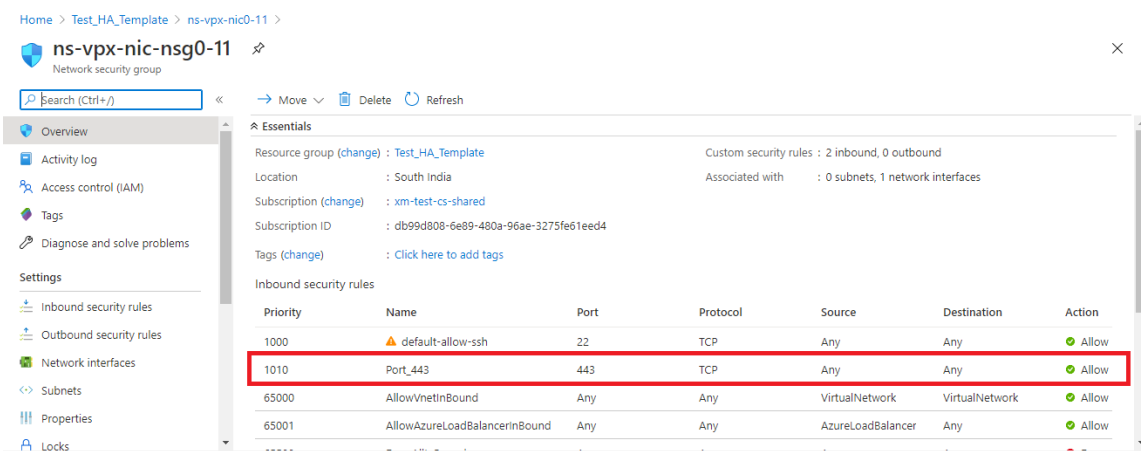 Home > Test_HA_Template > ns-vpx-nic0-11 >
ns-vpx-nic-nsg0-11
Network security group
Search (Ctrl+/)
Overview
Activity log
Access control (IAM)
Tags
Diagnose and solve problems
Settings
Inbound security rules
Outbound security rules
Network interfaces
Subnets
Properties
Locks
Move Delete Refresh
Essentials
Resource group (change) : Test_HA_Template Custom security rules : 2 inbound, 0 outbound
Location : South India Associated with : 0 subnets, 1 network interfaces
Subscription (change) : xm-test-cs-shared
Subscription ID : db99d808-6e89-480a-96ae-3275fe61eed4
Tags (change) : Click here to add tags
Inbound security rules
Priority Name Port Protocol Source Destination Action
1000 default-allow-ssh 22 TCP Any Any Allow
1010 Port_443 443 TCP Any Any Allow
65000 AllowVnetInBound Any Any VirtualNetwork VirtualNetwork Allow
65001 AllowAzureLoadBalancerInBound Any Any AzureLoadBalancer Any Allow